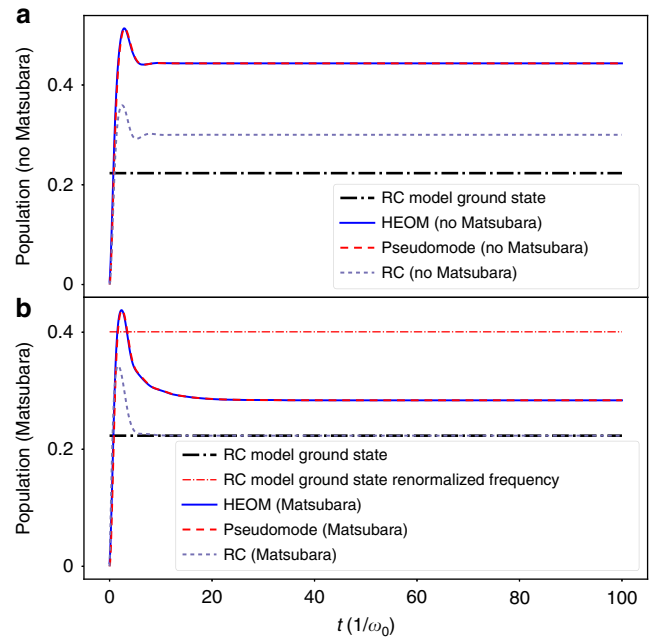 a
Population (no Matsubara)
0.4
0.2
0
RC model ground state
HEOM (no Matsubara)
Pseudomode (no Matsubara)
RC (no Matsubara)
b
Population (Matsubara)
0.4
0.2
0
RC model ground state
RC model ground state renormalized frequency
HEOM (Matsubara)
Pseudomode (Matsubara)
RC (Matsubara)
0 20 40 60 80 100
t (1/ω₀)